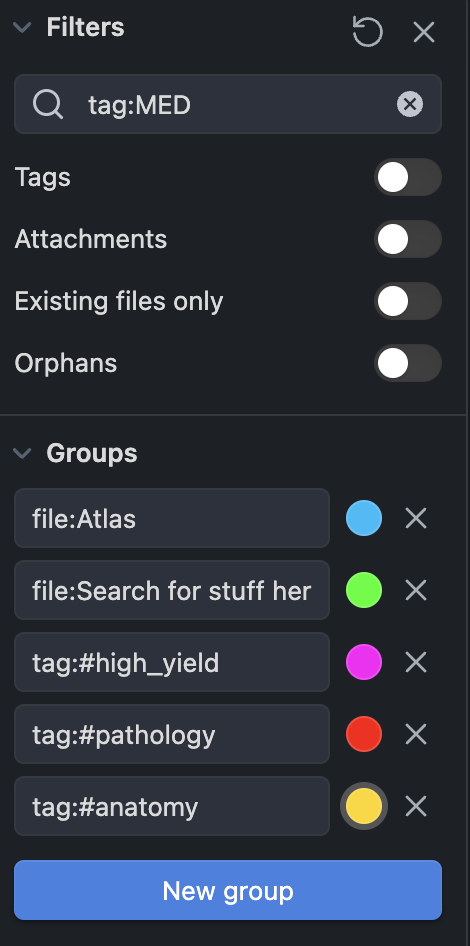 Filters
tag:MED
Tags
Attachments
Existing files only
Orphans
Groups
file:Atlas
file:Search for stuff her
tag:#high_yield
tag:#pathology
tag:#anatomy
New group